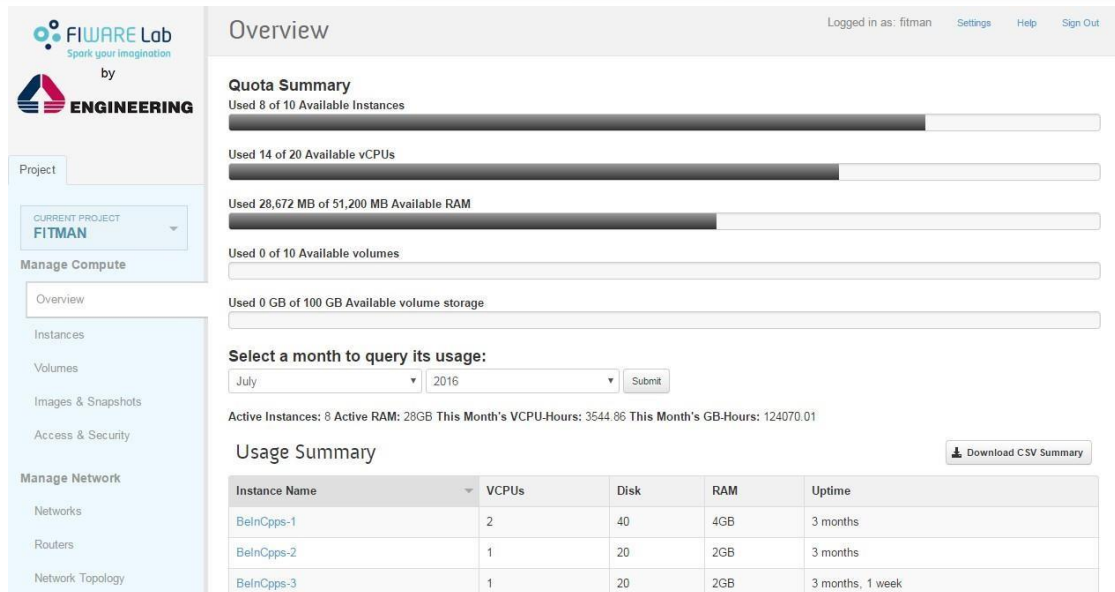 FIWARE Lab
Spark your imagination
by
ENGINEERING
Project
CURRENT PROJECT
FITMAN
Manage Compute
Overview
Instances
Volumes
Images & Snapshots
Access & Security
Manage Network
Networks
Routers
Network Topology
Overview
Logged in as: fitman Settings Help Sign Out
Quota Summary
Used 8 of 10 Available Instances
Used 14 of 20 Available vCPUs
Used 28,672 MB of 51,200 MB Available RAM
Used 0 of 10 Available volumes
Used 0 GB of 100 GB Available volume storage
Select a month to query its usage:
July 2016 Submit
Active Instances: 8 Active RAM: 28GB This Month's VCPU-Hours: 3544.86 This Month's GB-Hours: 124070.01
Usage Summary Download CSV Summary
Instance Name VCPUs Disk RAM Uptime
BeInCpps-1 2 40 4GB 3 months
BeInCpps-2 1 20 2GB 3 months
BeInCpps-3 1 20 2GB 3 months, 1 week